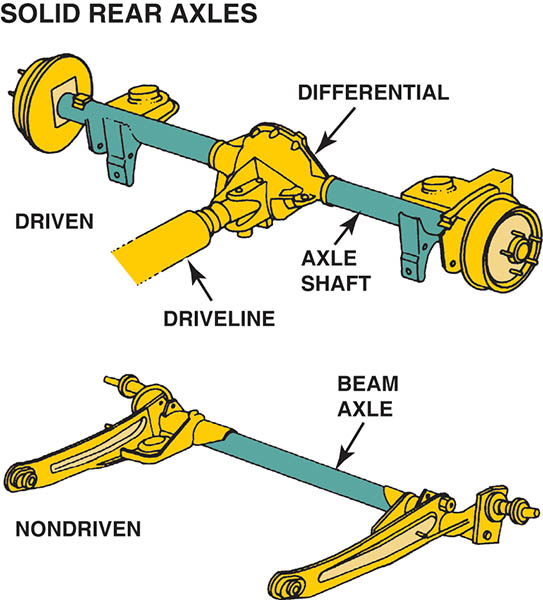 SOLID REAR AXLES
DIFFERENTIAL
DRIVEN
AXLE
SHAFT
DRIVELINE
BEAM
AXLE
NONDRIVEN